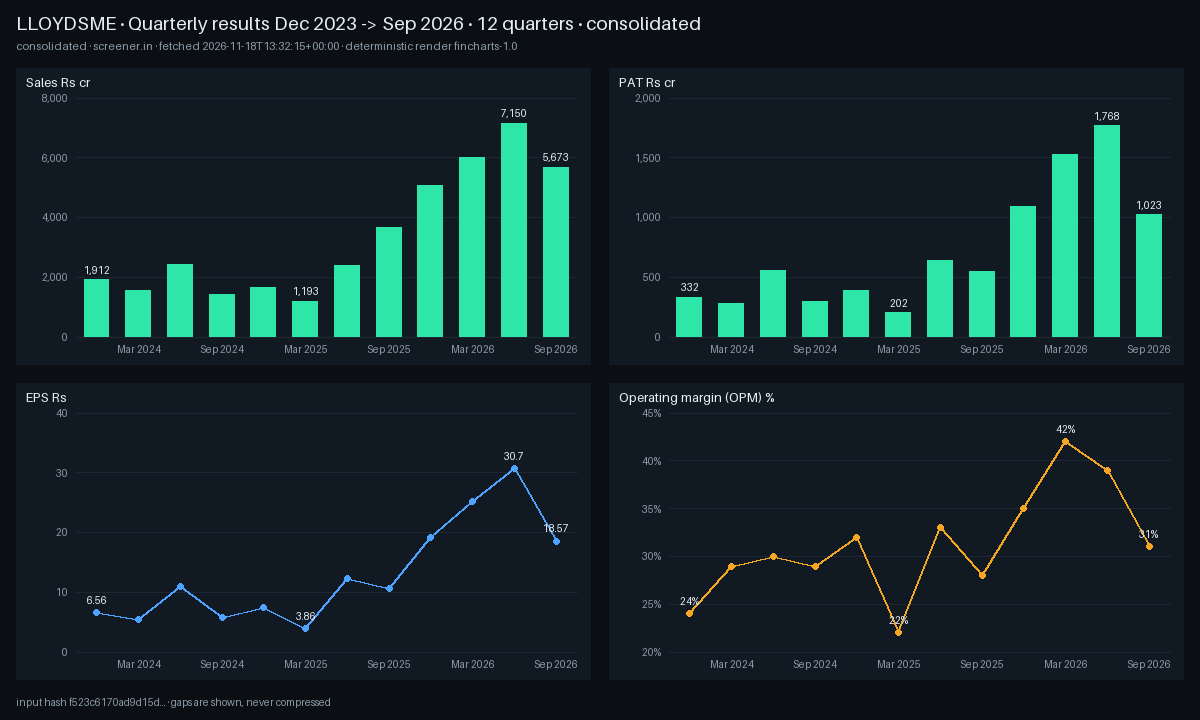 LLOYDSME · Quarterly results Dec 2023 -> Sep 2026 · 12 quarters · consolidated
consolidated · screener.in · fetched 2026-11-18T13:32:15+00:00 · deterministic render fincharts-1.0
Sales Rs cr
8,000
6,000
4,000
2,000
0
1,912
1,193
7,150
5,673
Mar 2024
Sep 2024
Mar 2025
Sep 2025
Mar 2026
Sep 2026
PAT Rs cr
2,000
1,500
1,000
500
0
332
202
1,768
1,023
Mar 2024
Sep 2024
Mar 2025
Sep 2025
Mar 2026
Sep 2026
EPS Rs
40
30
20
10
0
6.56
3.86
30.7
18.57
Mar 2024
Sep 2024
Mar 2025
Sep 2025
Mar 2026
Sep 2026
Operating margin (OPM) %
45%
40%
35%
30%
25%
20%
24%
22%
42%
31%
Mar 2024
Sep 2024
Mar 2025
Sep 2025
Mar 2026
Sep 2026
input hash f523c6170ad9d15d… · gaps are shown, never compressed